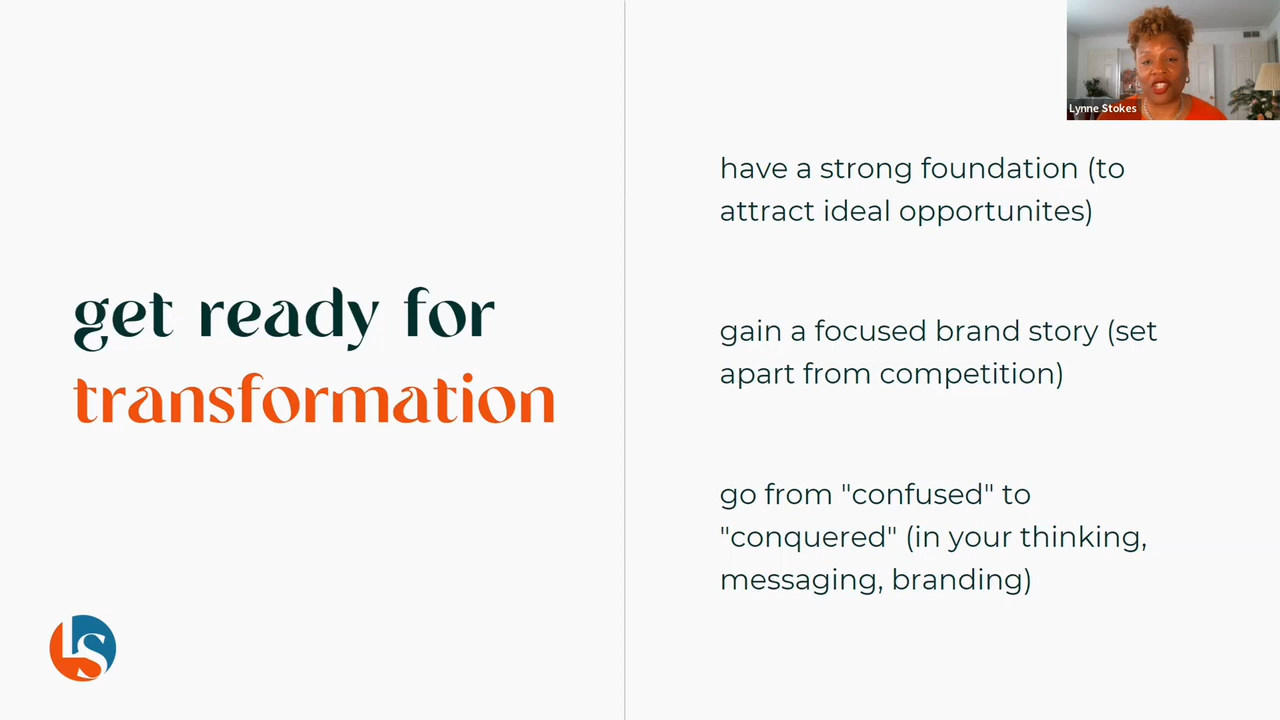 Lynne Stokes
get ready for
transformation
have a strong foundation (to
attract ideal opportunites)
gain a focused brand story (set
apart from competition)
go from "confused" to
"conquered" (in your thinking,
messaging, branding)
LS